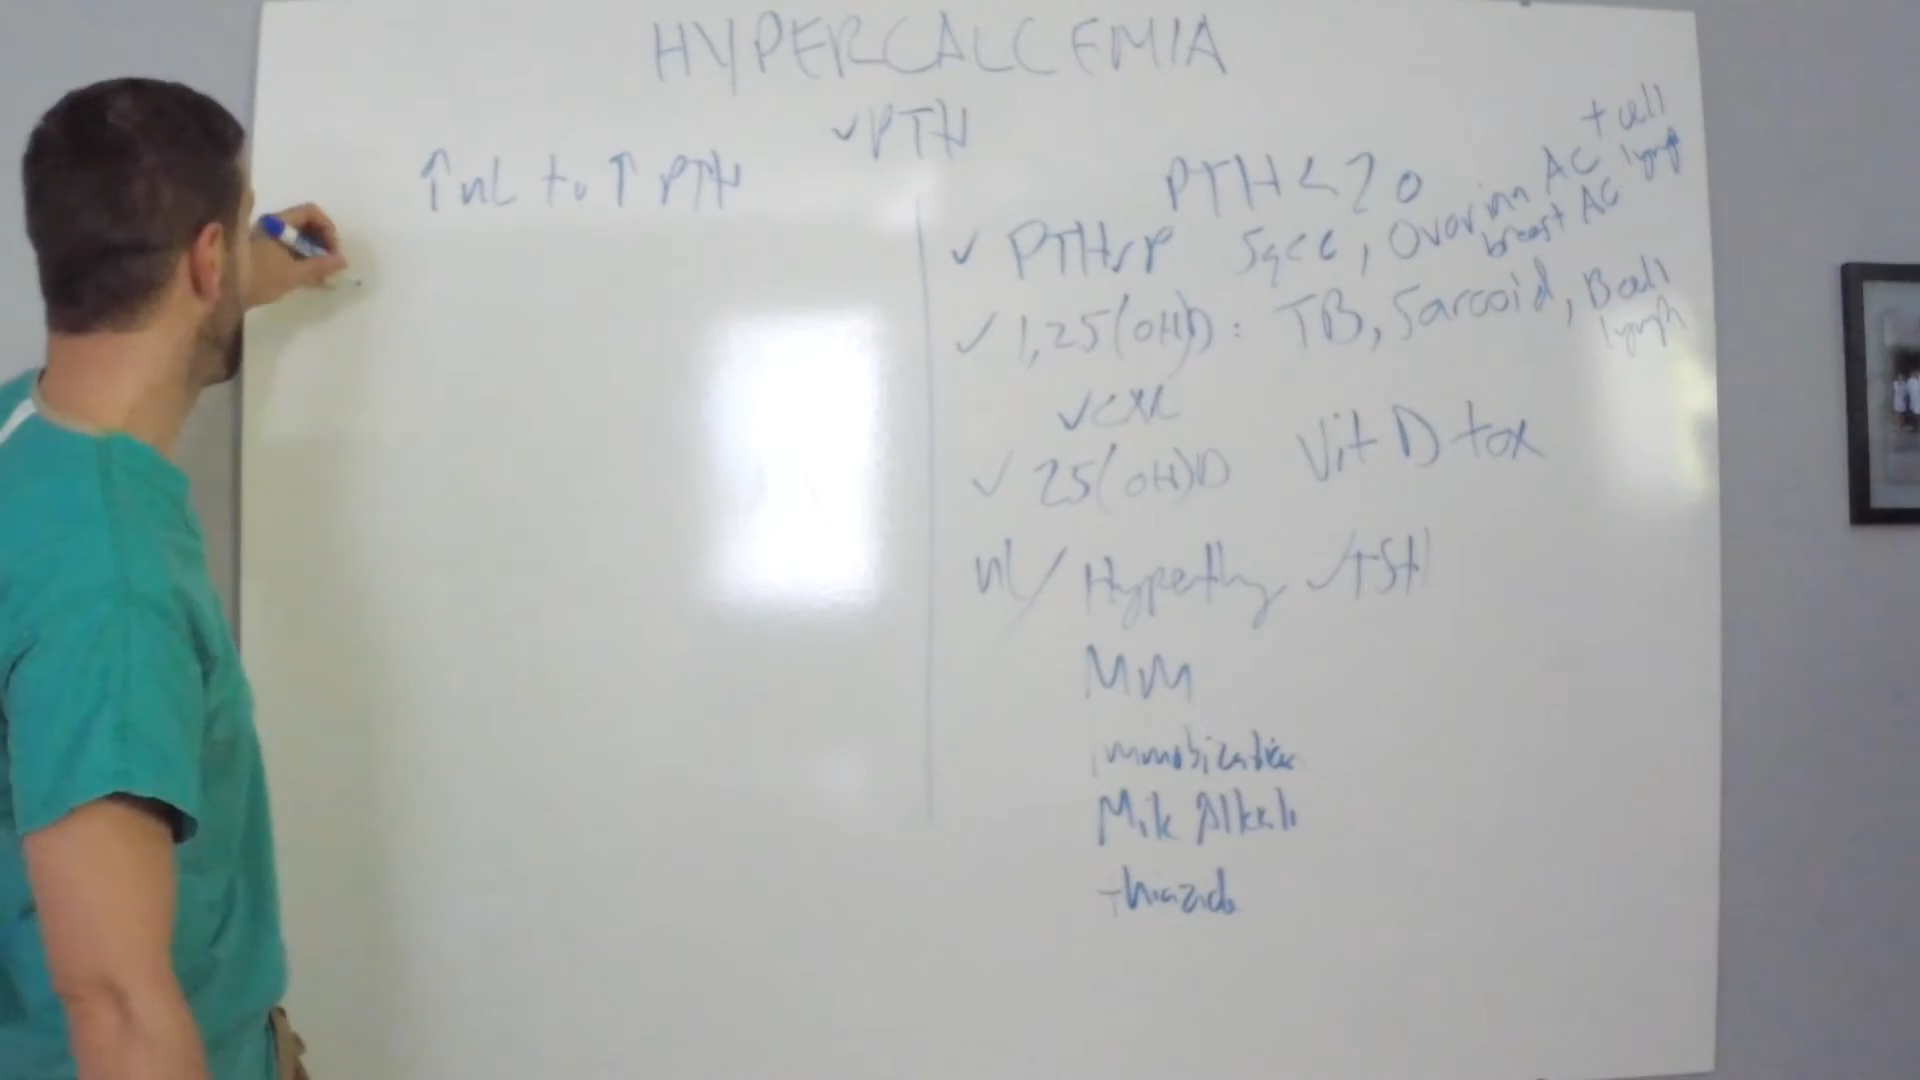 HYPERCALCEMIA
✓PTH
↑nL to ↑ PTH
PTH < 20
✓ PTHrP Sqcc, Ovarian AC + cell lymph
breast AC
✓ 1,25(OH)D: TB, Sarcoid, B cell lymph
✓CXR
✓ 25(OH)D Vit D tox
nl/ Hyperthy ✓TSH
MM
immobization
Milk Alkali
thiazide